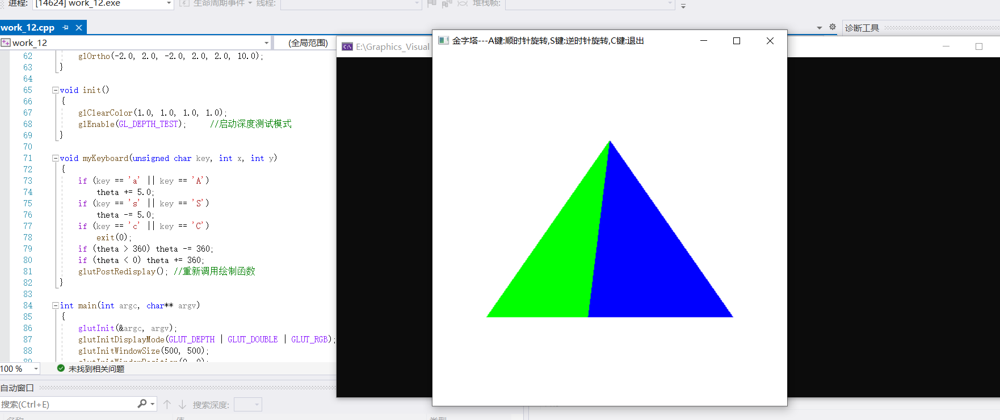 进程: [14624] work_12.exe 生命周期事件 线程: 堆栈帧:
work_12.cpp
诊断工具
work_12 (全局范围)
E:\Graphics_Visual
金字塔---A键:顺时针旋转,S键:逆时针旋转,C键:退出
62 glOrtho(-2.0, 2.0, -2.0, 2.0, 2.0, 10.0);
63 }
64
65 void init()
66 {
67 glClearColor(1.0, 1.0, 1.0, 1.0);
68 glEnable(GL_DEPTH_TEST); //启动深度测试模式
69 }
70
71 void myKeyboard(unsigned char key, int x, int y)
72 {
73 if (key == 'a' || key == 'A')
74 theta += 5.0;
75 if (key == 's' || key == 'S')
76 theta -= 5.0;
77 if (key == 'c' || key == 'C')
78 exit(0);
79 if (theta > 360) theta -= 360;
80 if (theta < 0) theta += 360;
81 glutPostRedisplay(); //重新调用绘制函数
82 }
83
84 int main(int argc, char** argv)
85 {
86 glutInit(&argc, argv);
87 glutInitDisplayMode(GLUT_DEPTH | GLUT_DOUBLE | GLUT_RGB);
88 glutInitWindowSize(500, 500);
89 glutInitWindowPosition(0, 0);
100 % 未找到相关问题
自动窗口
搜索(Ctrl+E) 搜索深度:
名称 值 类型